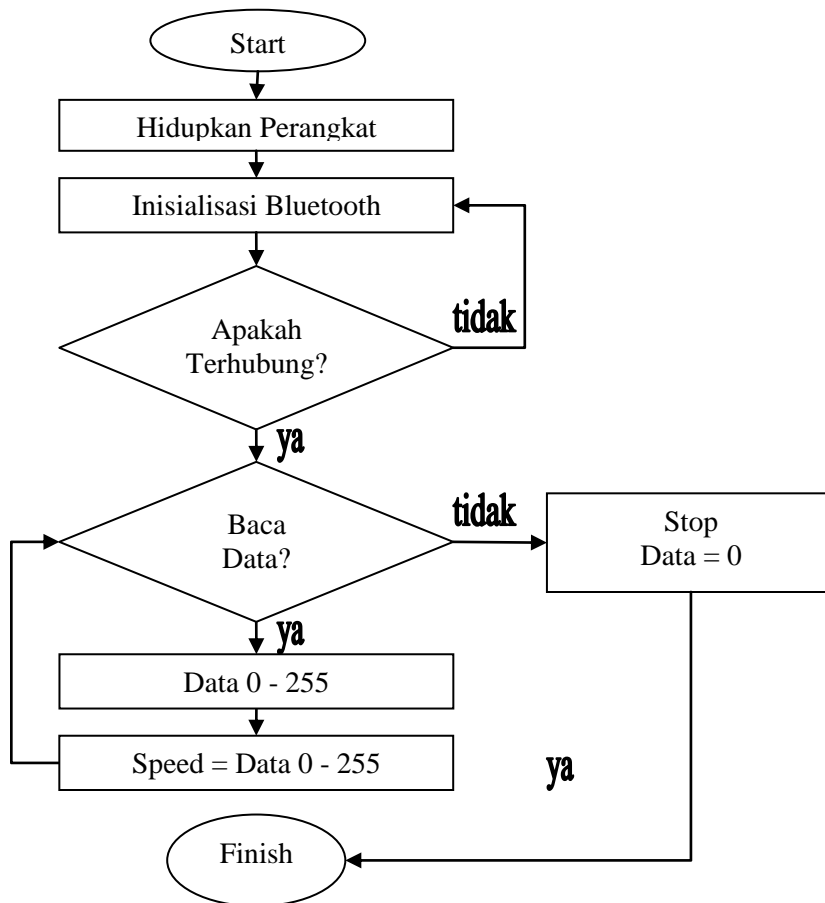 Start
Hidupkan Perangkat
Inisialisasi Bluetooth
Apakah
Terhubung?
tidak
ya
Baca
Data?
tidak
Stop
Data = 0
ya
Data 0 - 255
Speed = Data 0 - 255
ya
Finish